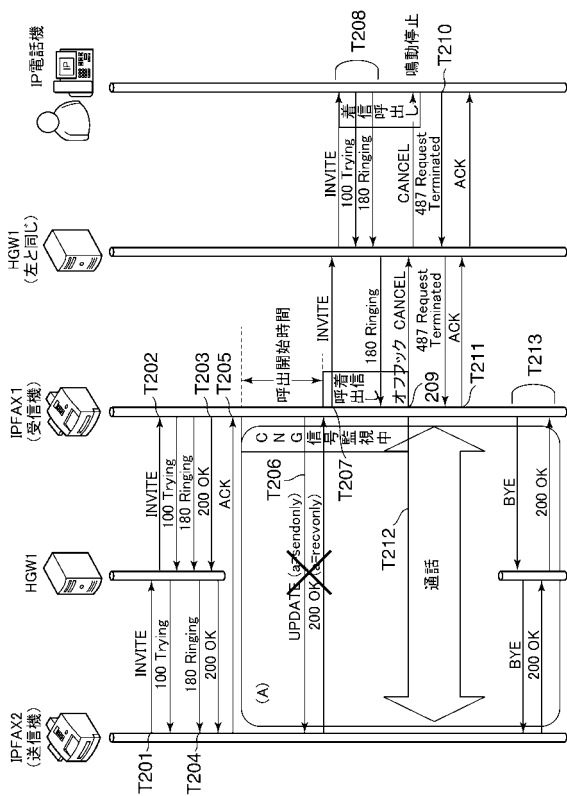 IPFAX2
(送信機)
HGW1
IPFAX1
(受信機)
HGW1
(左と同じ)
IP電話機
IP
T201
INVITE
100 Trying
180 Ringing
200 OK
T204
INVITE
100 Trying
180 Ringing
200 OK
ACK
T202
T203
T205
(A)
UPDATE (a=sendonly)
200 OK (a=recvonly)
T206
CNG信号監視中
呼出開始時間
T207
着信
呼出し
INVITE
180 Ringing
オフフック
209
CANCEL
487 Request
Terminated
ACK
T211
INVITE
100 Trying
180 Ringing
T208
着信
呼出し
CANCEL
鳴動停止
487 Request
Terminated
T210
ACK
T212
通話
BYE
200 OK
BYE
200 OK
T213